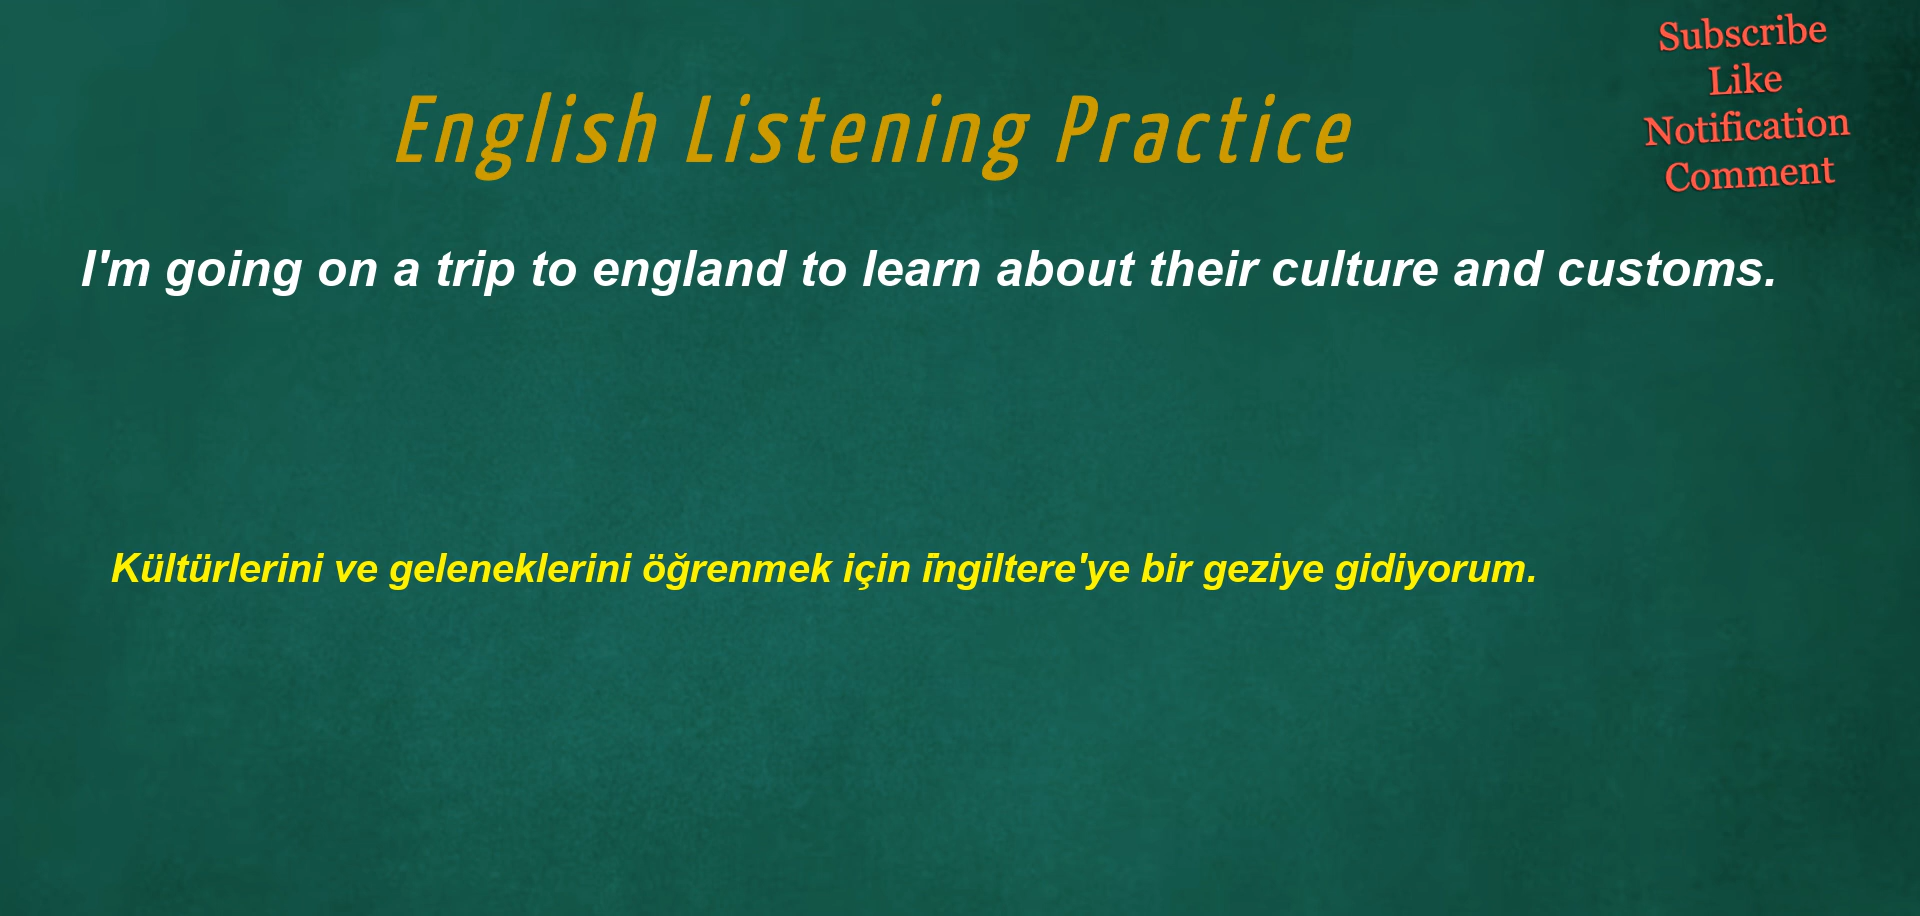 Subscribe
Like
Notification
Comment
English Listening Practice
I'm going on a trip to england to learn about their culture and customs.
Kültürlerini ve geleneklerini öğrenmek için i̇ngiltere'ye bir geziye gidiyorum.